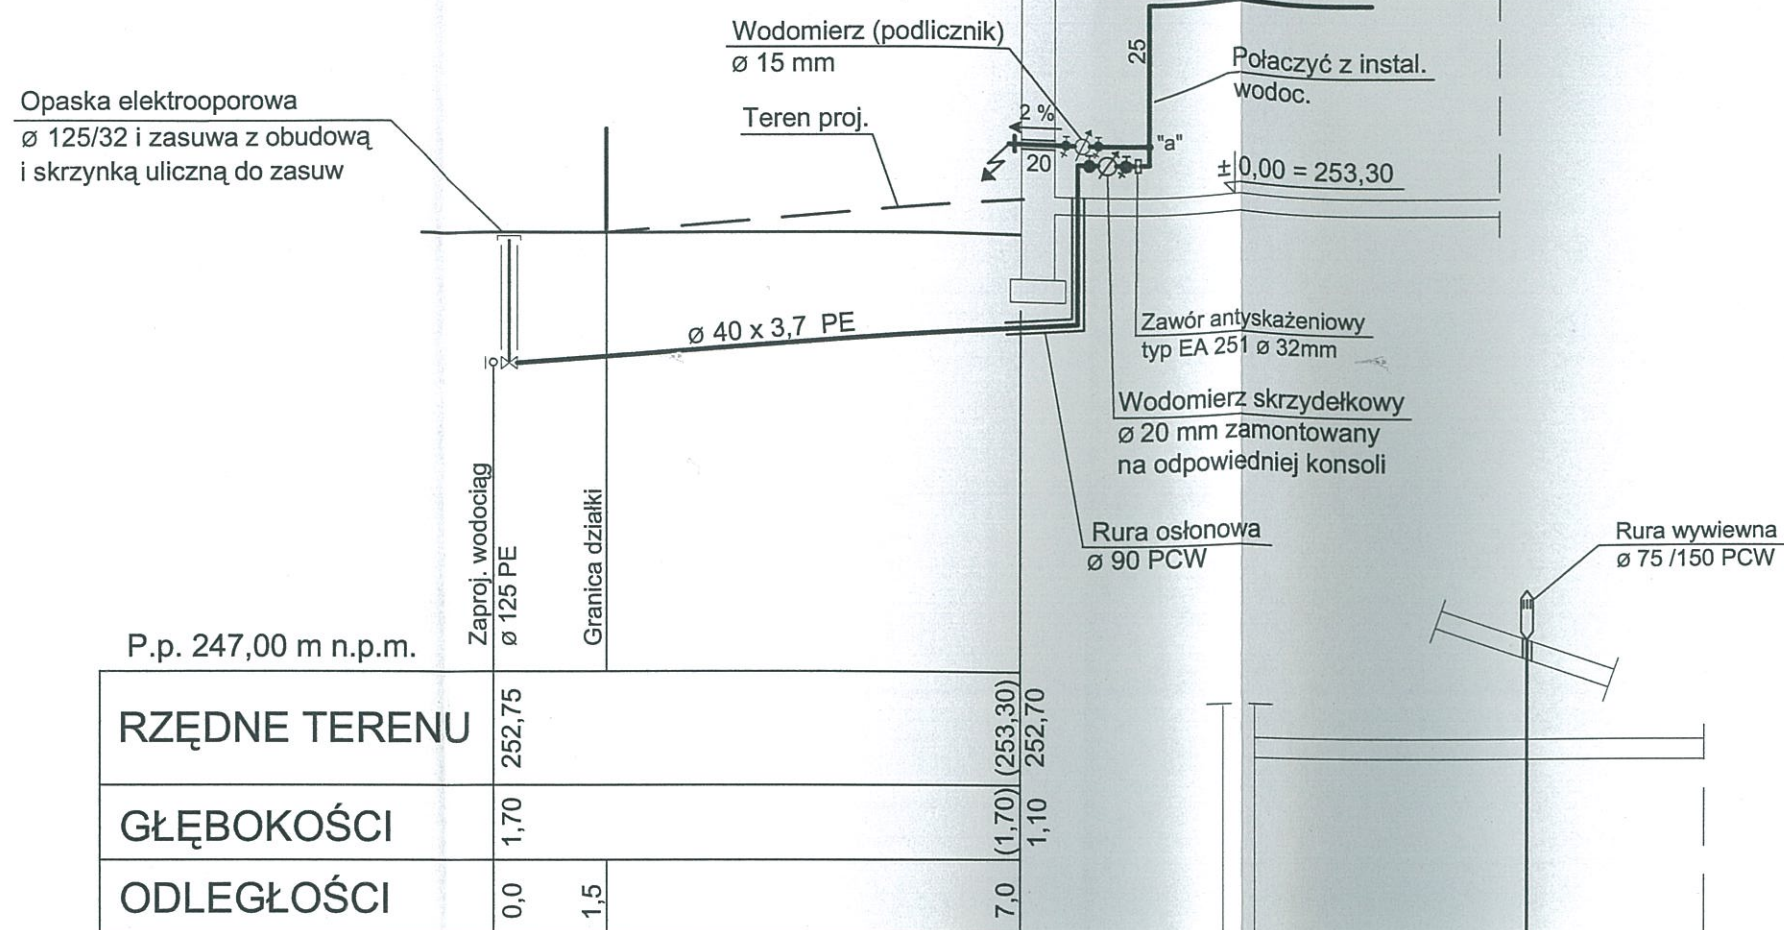 Wodomierz (podlicznik)
ø 15 mm
25
Połaczyć z instal.
wodoc.
Opaska elektrooporowa
ø 125/32 i zasuwa z obudową
i skrzynką uliczną do zasuw
Teren proj.
2 %
20
"a"
±0,00 = 253,30
ø 40 x 3,7 PE
Zawór antyskażeniowy
typ EA 251 ø 32mm
Wodomierz skrzydełkowy
ø 20 mm zamontowany
na odpowiedniej konsoli
Rura osłonowa
ø 90 PCW
Rura wywiewna
ø 75 /150 PCW
Zaproj. wodociąg
ø 125 PE
Granica działki
P.p. 247,00 m n.p.m.
RZĘDNE TERENU
252,75
(253,30)
252,70
GŁĘBOKOŚCI
1,70
(1,70)
1,10
ODLEGŁOŚCI
0,0
1,5
7,0